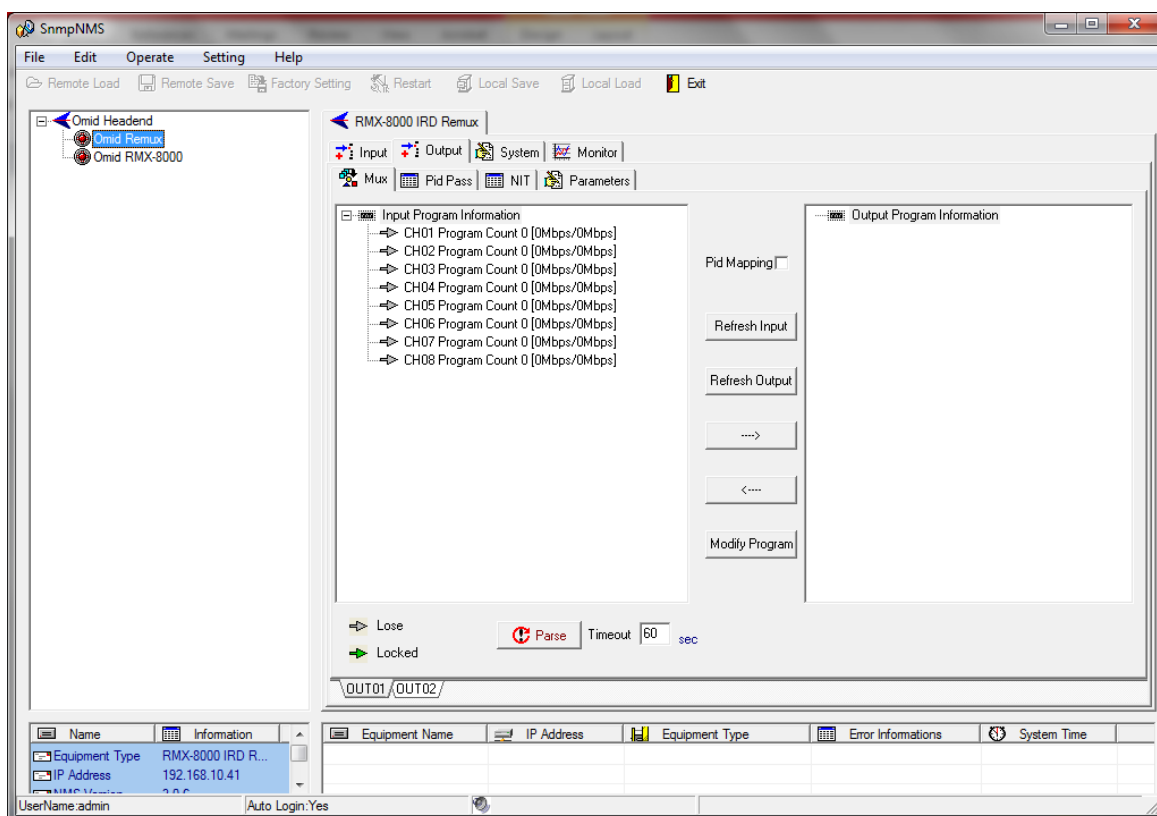 SnmpNMS
File Edit Operate Setting Help
Remote Load Remote Save Factory Setting Restart Local Save Local Load Exit
Omid Headend
Omid Remux
Omid RMX-8000
RMX-8000 IRD Remux
Input Output System Monitor
Mux Pid Pass NIT Parameters
Input Program Information
CH01 Program Count 0 [0Mbps/0Mbps]
CH02 Program Count 0 [0Mbps/0Mbps]
CH03 Program Count 0 [0Mbps/0Mbps]
CH04 Program Count 0 [0Mbps/0Mbps]
CH05 Program Count 0 [0Mbps/0Mbps]
CH06 Program Count 0 [0Mbps/0Mbps]
CH07 Program Count 0 [0Mbps/0Mbps]
CH08 Program Count 0 [0Mbps/0Mbps]
Pid Mapping
Refresh Input
Refresh Output
---->
<----
Modify Program
Output Program Information
Lose
Locked
Parse Timeout 60 sec
OUT01 OUT02
Name Information
Equipment Type RMX-8000 IRD R...
IP Address 192.168.10.41
NMS Version 2.0.6
Equipment Name IP Address Equipment Type Error Informations System Time
UserName:admin Auto Login:Yes